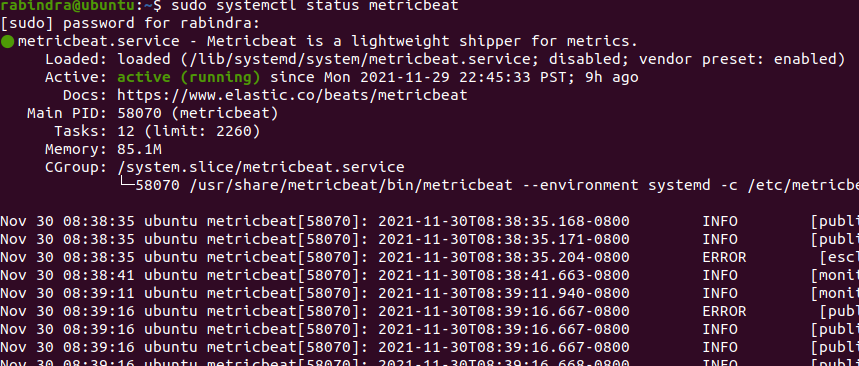 rabindra@ubuntu:~$ sudo systemctl status metricbeat
[sudo] password for rabindra:
● metricbeat.service - Metricbeat is a lightweight shipper for metrics.
Loaded: loaded (/lib/systemd/system/metricbeat.service; disabled; vendor preset: enabled)
Active: active (running) since Mon 2021-11-29 22:45:33 PST; 9h ago
Docs: https://www.elastic.co/beats/metricbeat
Main PID: 58070 (metricbeat)
Tasks: 12 (limit: 2260)
Memory: 85.1M
CGroup: /system.slice/metricbeat.service
└─58070 /usr/share/metricbeat/bin/metricbeat --environment systemd -c /etc/metricbe
Nov 30 08:38:35 ubuntu metricbeat[58070]: 2021-11-30T08:38:35.168-0800 INFO [publi
Nov 30 08:38:35 ubuntu metricbeat[58070]: 2021-11-30T08:38:35.171-0800 INFO [publi
Nov 30 08:38:35 ubuntu metricbeat[58070]: 2021-11-30T08:38:35.204-0800 ERROR [escl
Nov 30 08:38:41 ubuntu metricbeat[58070]: 2021-11-30T08:38:41.663-0800 INFO [monit
Nov 30 08:39:11 ubuntu metricbeat[58070]: 2021-11-30T08:39:11.940-0800 INFO [monit
Nov 30 08:39:16 ubuntu metricbeat[58070]: 2021-11-30T08:39:16.667-0800 ERROR [publ
Nov 30 08:39:16 ubuntu metricbeat[58070]: 2021-11-30T08:39:16.667-0800 INFO [publi
Nov 30 08:39:16 ubuntu metricbeat[58070]: 2021-11-30T08:39:16.667-0800 INFO [publi
Nov 30 08:39:16 ubuntu metricbeat[58070]: 2021-11-30T08:39:16.668-0800 INFO [publi